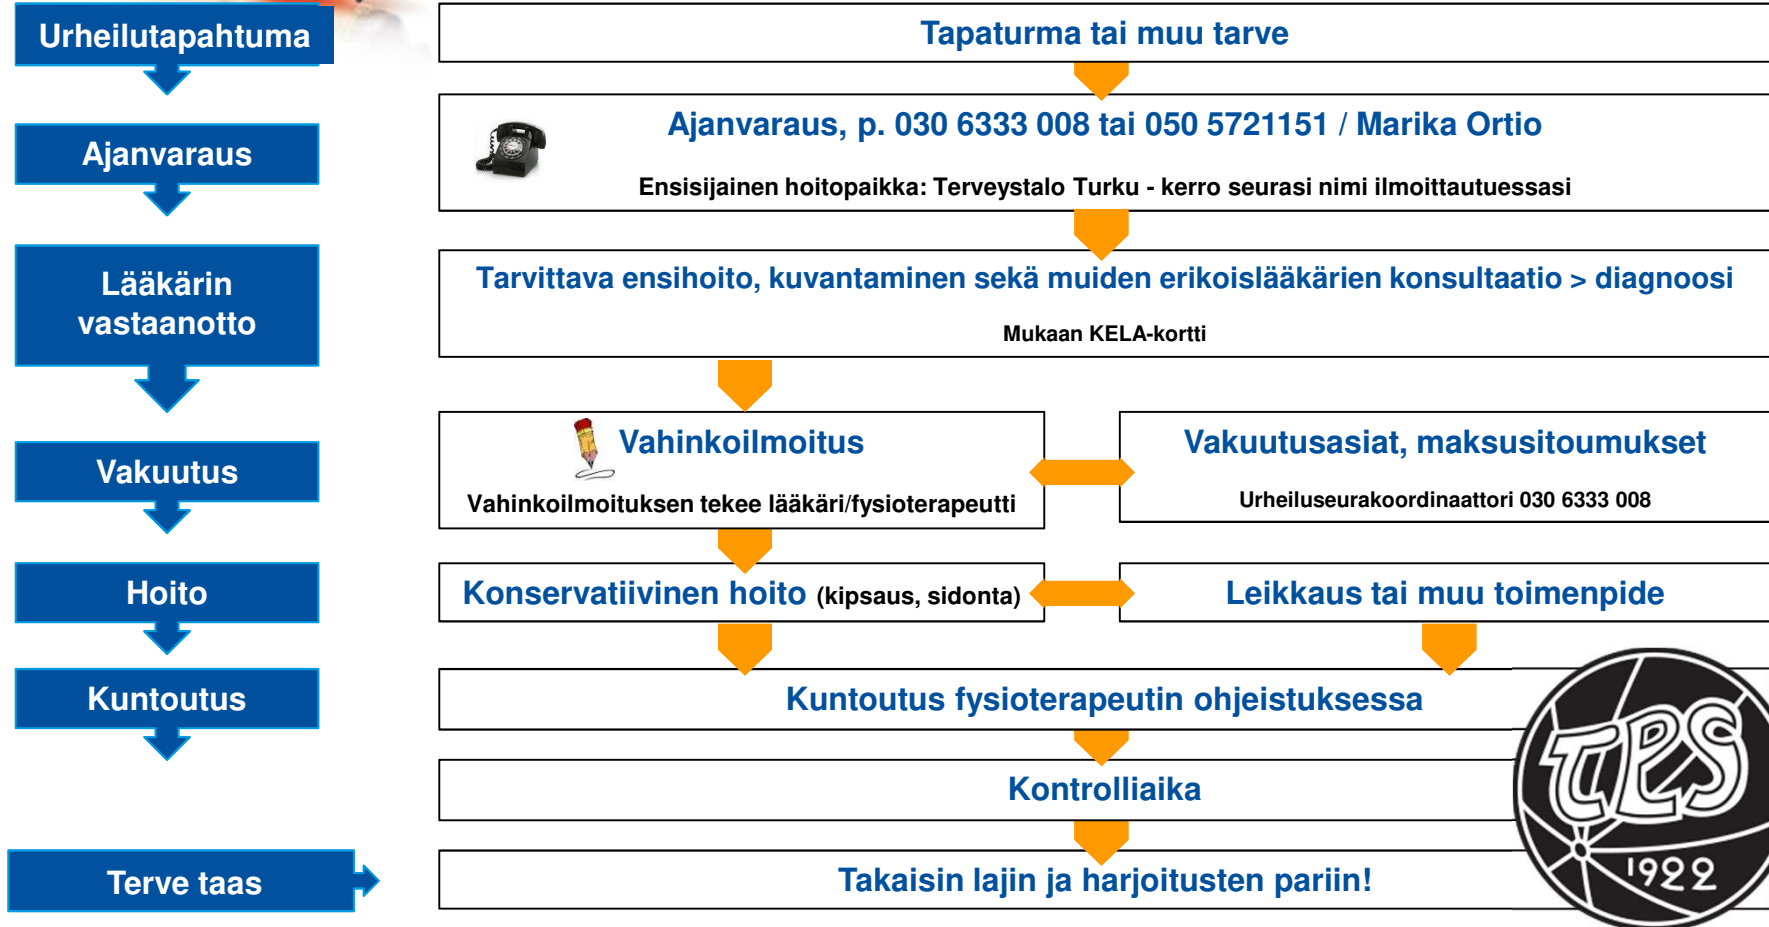 Urheilutapahtuma
Tapaturma tai muu tarve
Ajanvaraus
Ajanvaraus, p. 030 6333 008 tai 050 5721151 / Marika Ortio
Ensisijainen hoitopaikka: Terveystalo Turku - kerro seurasi nimi ilmoittautuessasi
Lääkärin
vastaanotto
Tarvittava ensihoito, kuvantaminen sekä muiden erikoislääkärien konsultaatio > diagnoosi
Mukaan KELA-kortti
Vakuutus
Vahinkoilmoitus
Vahinkoilmoituksen tekee lääkäri/fysioterapeutti
Vakuutusasiat, maksusitoumukset
Urheiluseurakoordinaattori 030 6333 008
Hoito
Konservatiivinen hoito (kipsaus, sidonta)
Leikkaus tai muu toimenpide
Kuntoutus
Kuntoutus fysioterapeutin ohjeistuksessa
Kontrolliaika
Terve taas
Takaisin lajin ja harjoitusten pariin!
TPS
1922